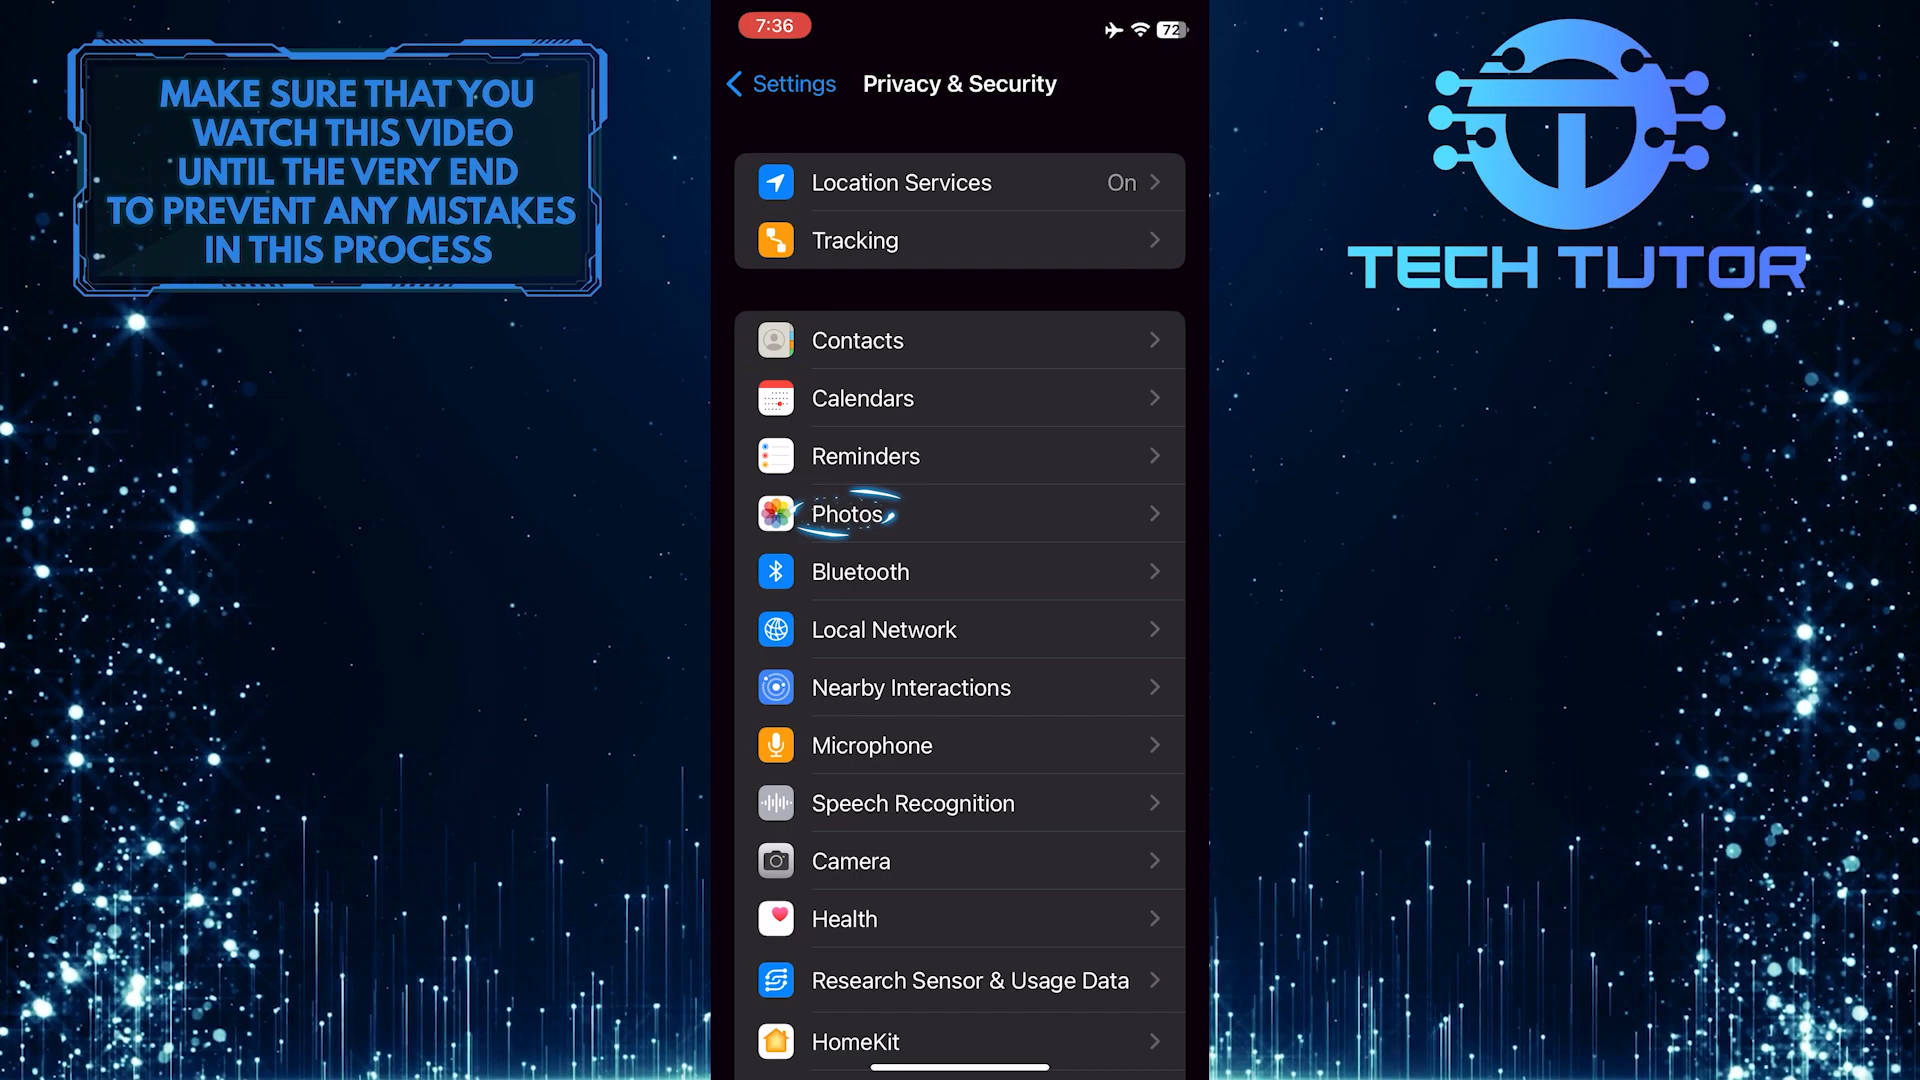 MAKE SURE THAT YOU
WATCH THIS VIDEO
UNTIL THE VERY END
TO PREVENT ANY MISTAKES
IN THIS PROCESS
7:36
72
Settings
Privacy & Security
Location Services
On
Tracking
Contacts
Calendars
Reminders
Photos
Bluetooth
Local Network
Nearby Interactions
Microphone
Speech Recognition
Camera
Health
Research Sensor & Usage Data
HomeKit
TECH TUTOR